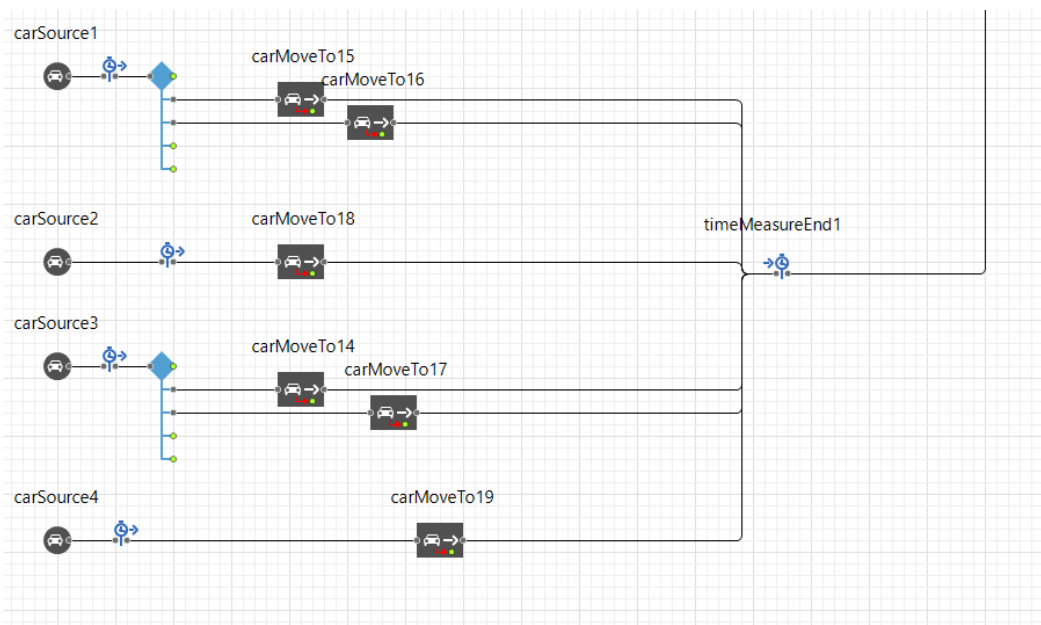 carSource1
carMoveTo15
carMoveTo16
carSource2
carMoveTo18
timeMeasureEnd1
carSource3
carMoveTo14
carMoveTo17
carSource4
carMoveTo19